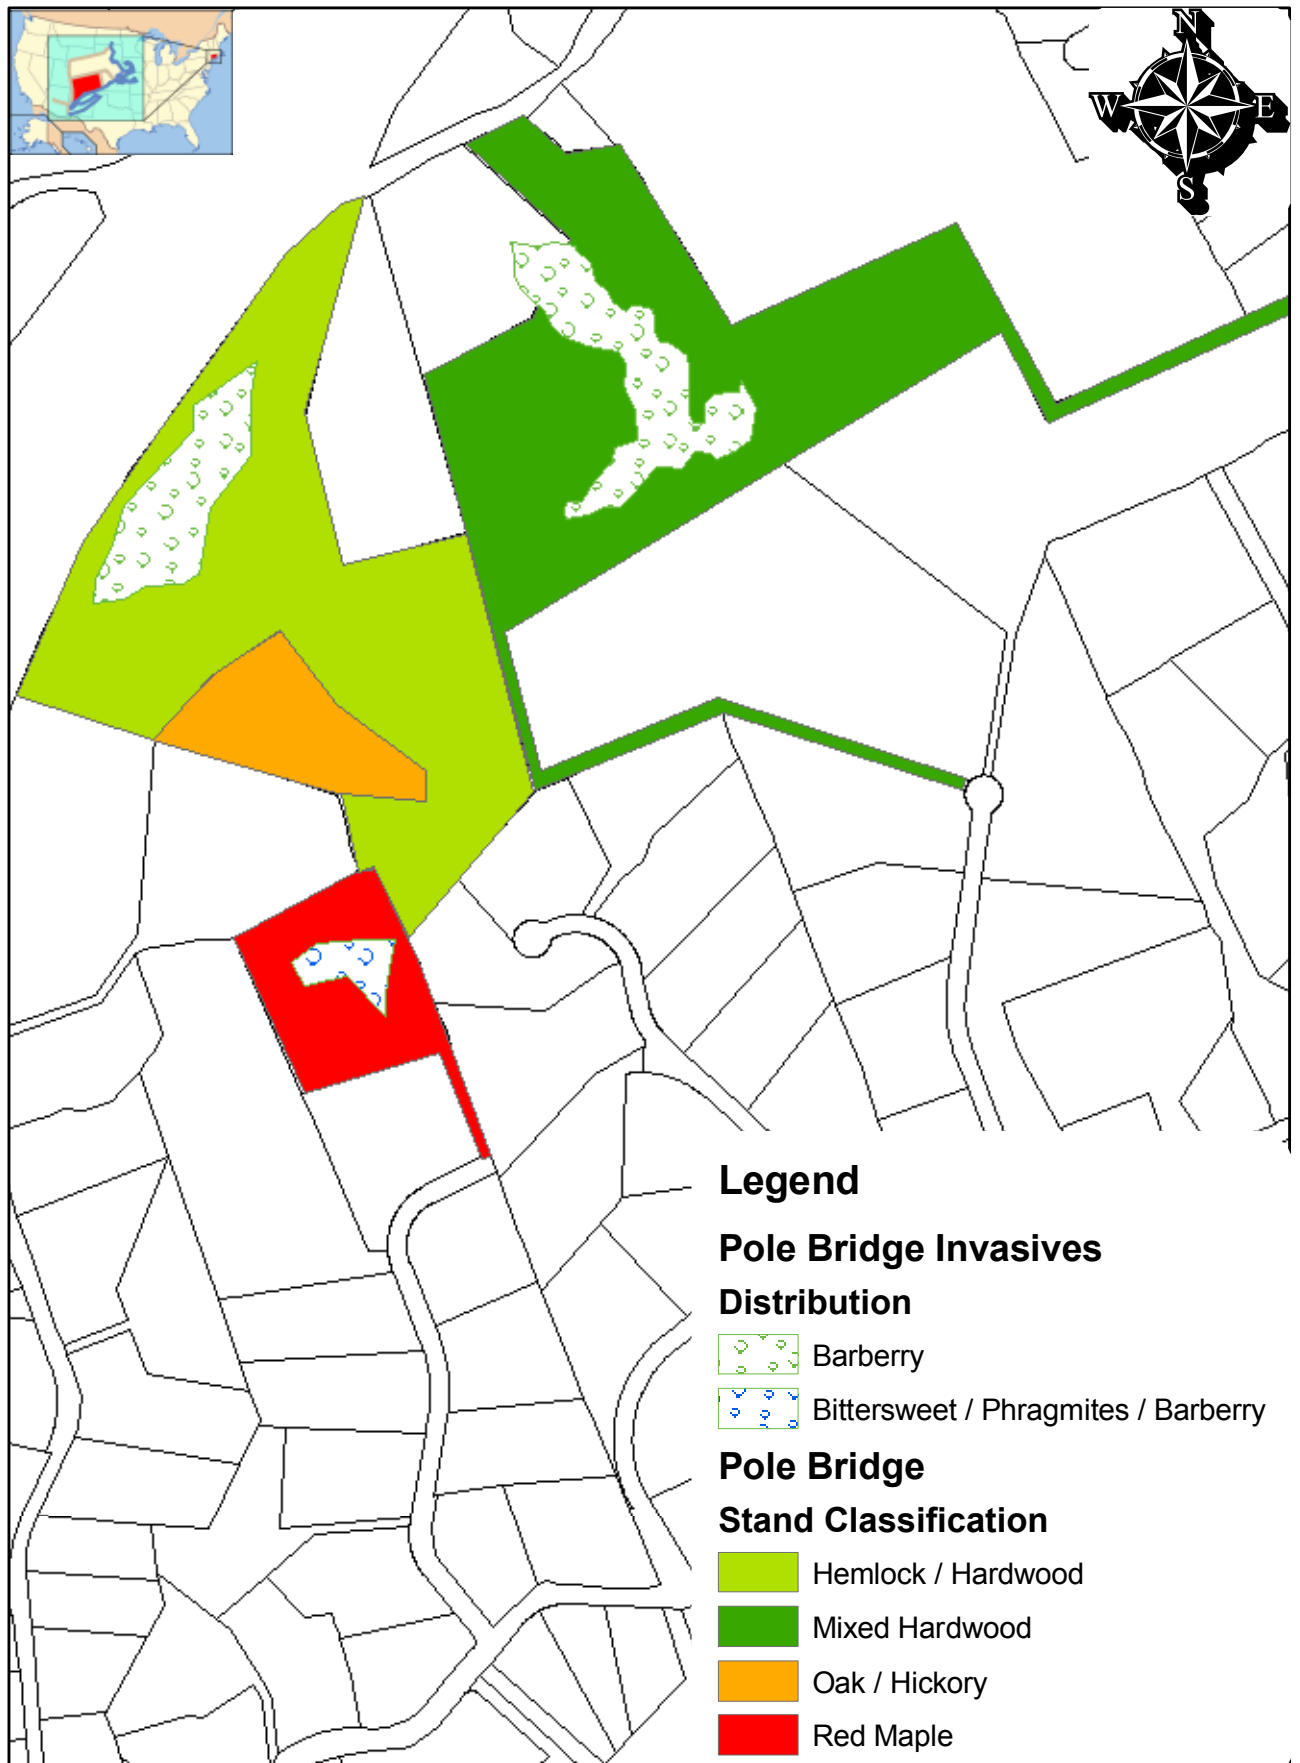 N
W
E
S
Legend
Pole Bridge Invasives
Distribution
Barberry
Bittersweet / Phragmites / Barberry
Pole Bridge
Stand Classification
Hemlock / Hardwood
Mixed Hardwood
Oak / Hickory
Red Maple